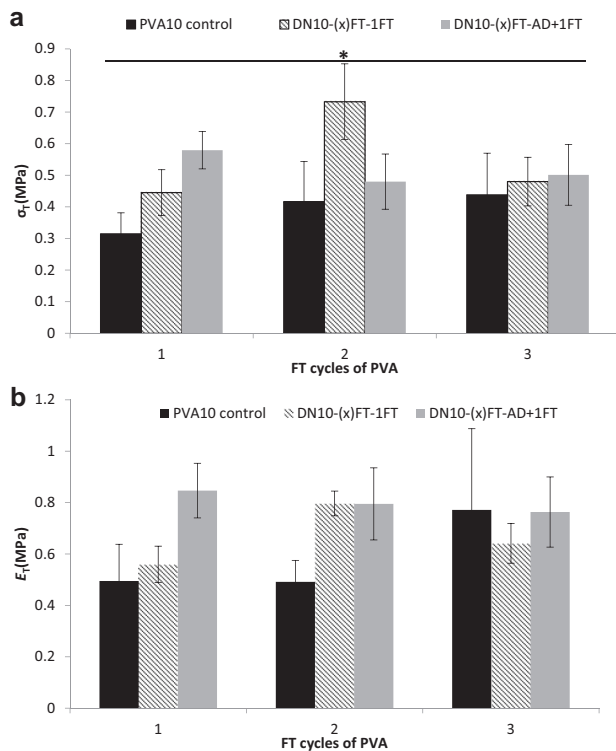 a
PVA10 control DN10-(x)FT-1FT DN10-(x)FT-AD+1FT
0.9
*
0.8
0.7
0.6
0.5
0.4
0.3
0.2
0.1
0
σT(MPa)
1 2 3
FT cycles of PVA
b
1.2
PVA10 control DN10-(x)FT-1FT DN10-(x)FT-AD+1FT
1
0.8
0.6
0.4
0.2
0
ET(MPa)
1 2 3
FT cycles of PVA